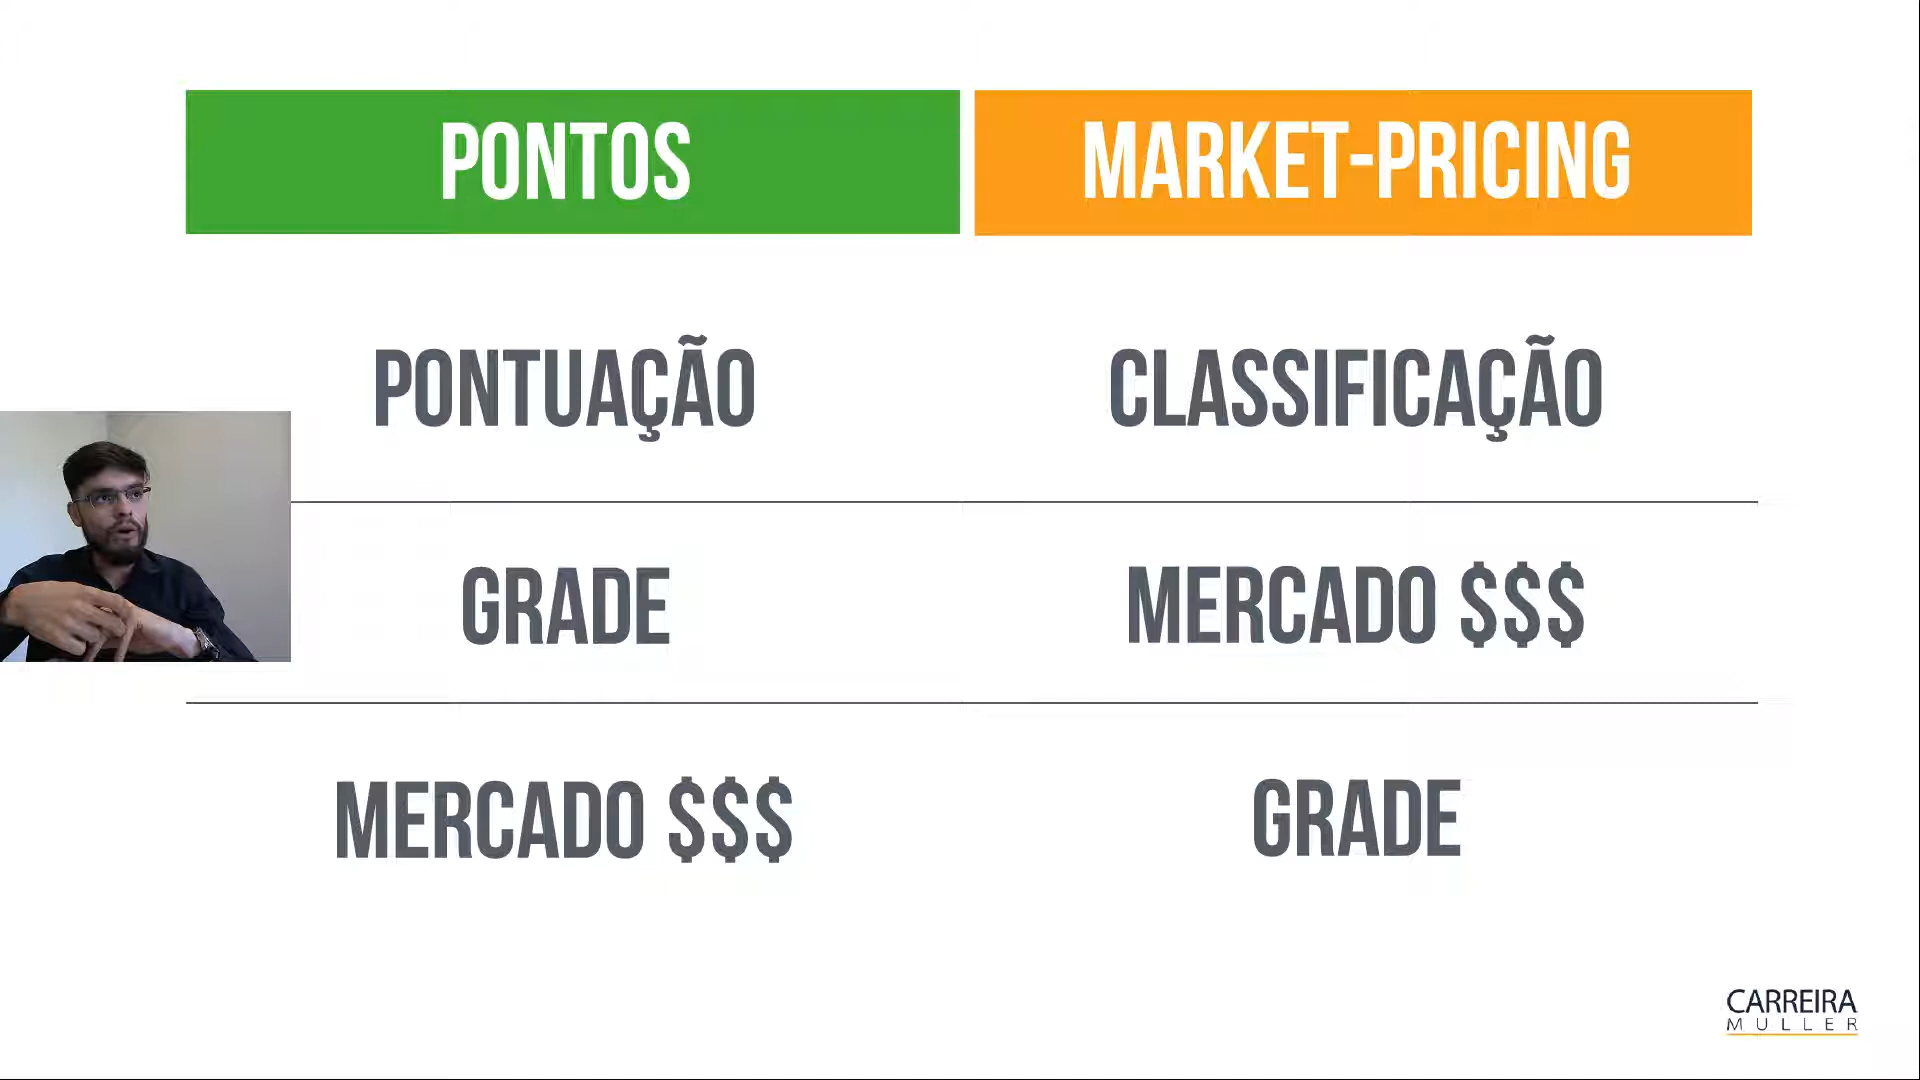 PONTOS
MARKET-PRICING
PONTUAÇÃO
CLASSIFICAÇÃO
GRADE
MERCADO $$$
MERCADO $$$
GRADE
CARREIRA
MULLER